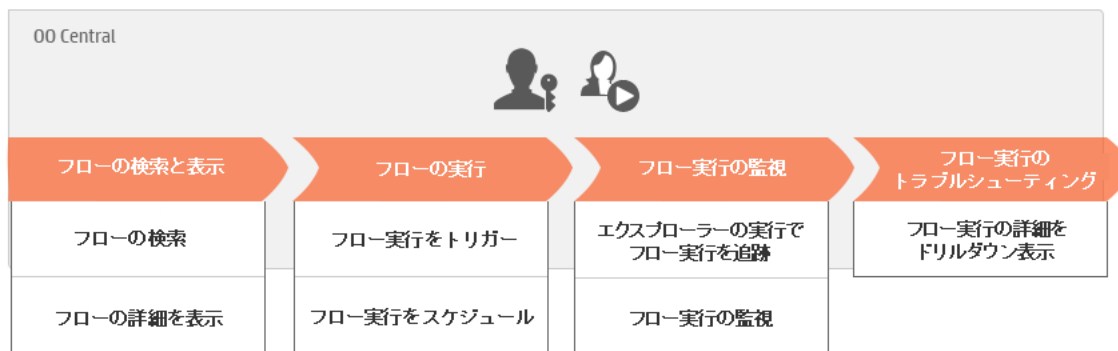 OO Central
フローの検索と表示
フローの実行
フロー実行の監視
フロー実行の
トラブルシューティング
フローの検索
フロー実行をトリガー
エクスプローラーの実行で
フロー実行を追跡
フロー実行の詳細を
ドリルダウン表示
フローの詳細を表示
フロー実行をスケジュール
フロー実行の監視